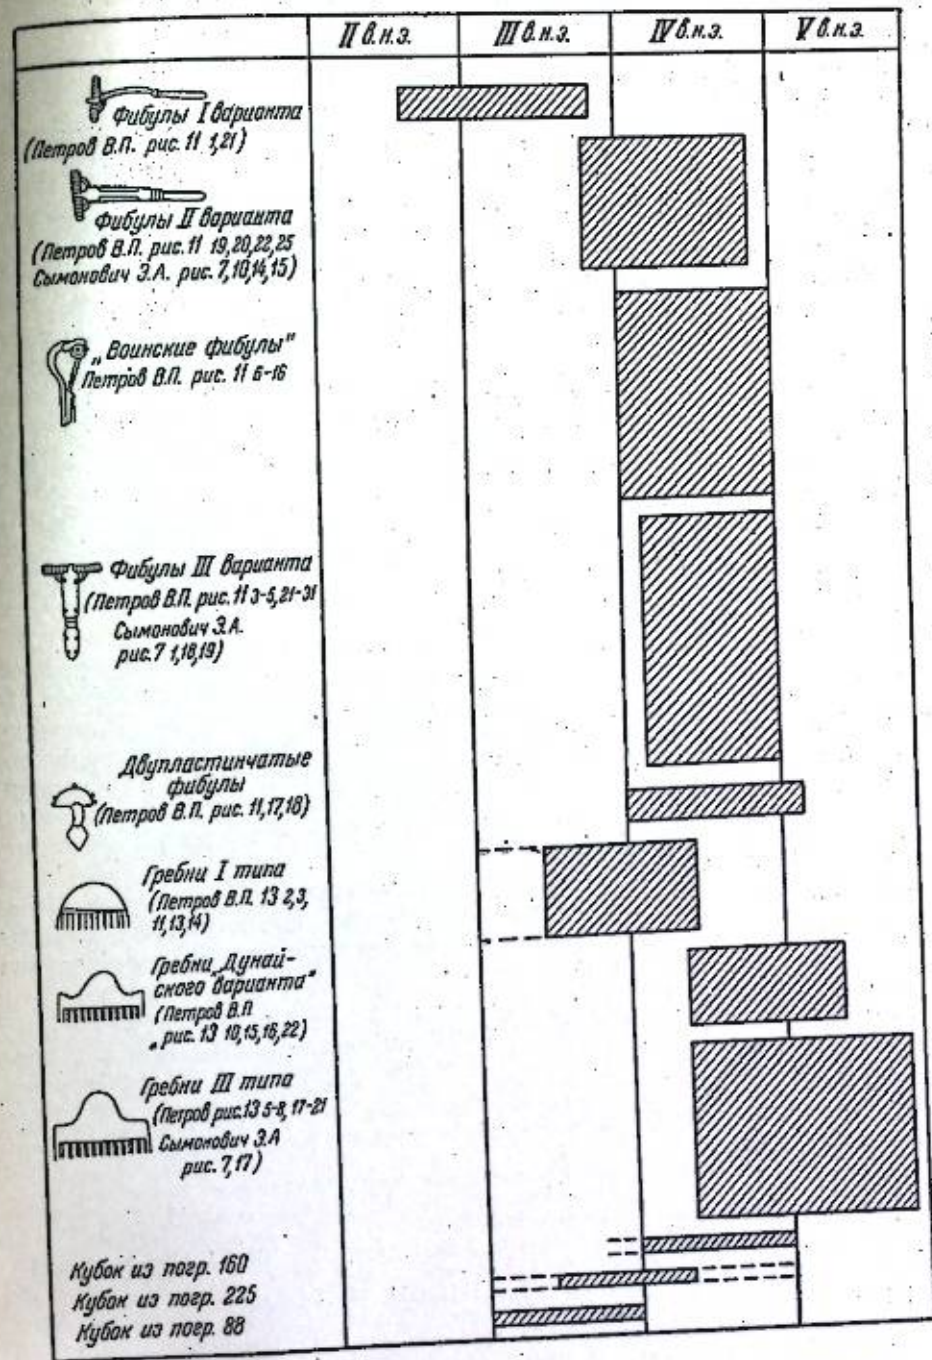 II в.н.э. III в.н.э. IV в.н.э. V в.н.э.
Фибулы I варианта
(Петров В.П. рис. 11 1,21)
Фибулы II варианта
(Петров В.П. рис. 11 19,20,22,25
Сымонович Э.А. рис. 7,10,14,15)
„Воинские фибулы"
Петров В.П. рис. 11 6-16
Фибулы III варианта
(Петров В.П. рис. 11 3-5,21-31
Сымонович Э.А.
рис. 7 1,18,19)
Двупластинчатые
фибулы
(Петров В.П. рис. 11,17,18)
Гребни I типа
(Петров В.П. 13 2,3,
11,13,14)
Гребни „Дунай-
ского варианта"
(Петров В.П
рис. 13 10,15,16,22)
Гребни III типа
(Петров рис.13 5-8, 17-21
Сымонович Э.А
рис. 7,17)
Кубок из погр. 160
Кубок из погр. 225
Кубок из погр. 88